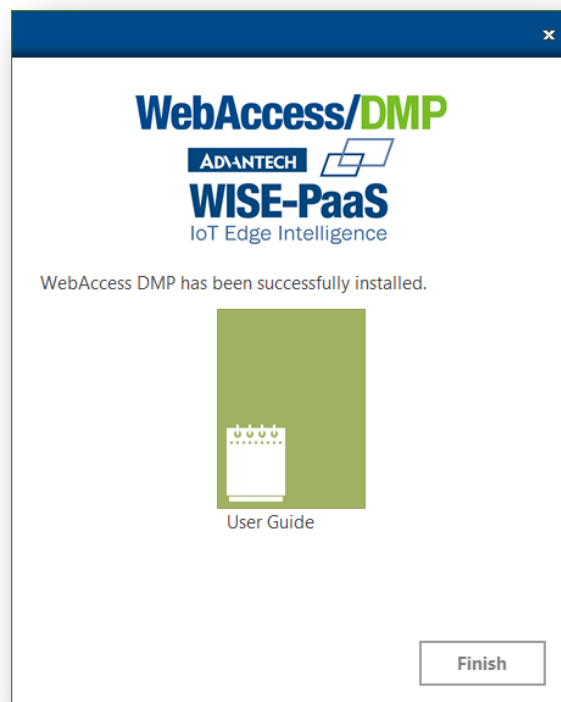 WebAccess/DMP
ADVANTECH
WISE-PaaS
IoT Edge Intelligence
WebAccess DMP has been successfully installed.
User Guide
Finish